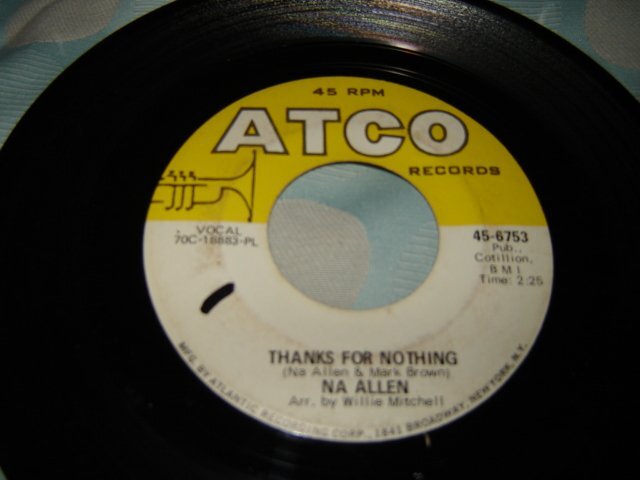 45 RPM
ATCO
RECORDS
VOCAL
70C-18883-PL
45-6753
Pub.,
Cotillion,
BMI
Time: 2:25
THANKS FOR NOTHING
(Na Allen & Mark Brown)
NA ALLEN
Arr. by Willie Mitchell
MFG. BY ATLANTIC RECORDING CORP., 1841 BROADWAY, NEW YORK, N.Y.